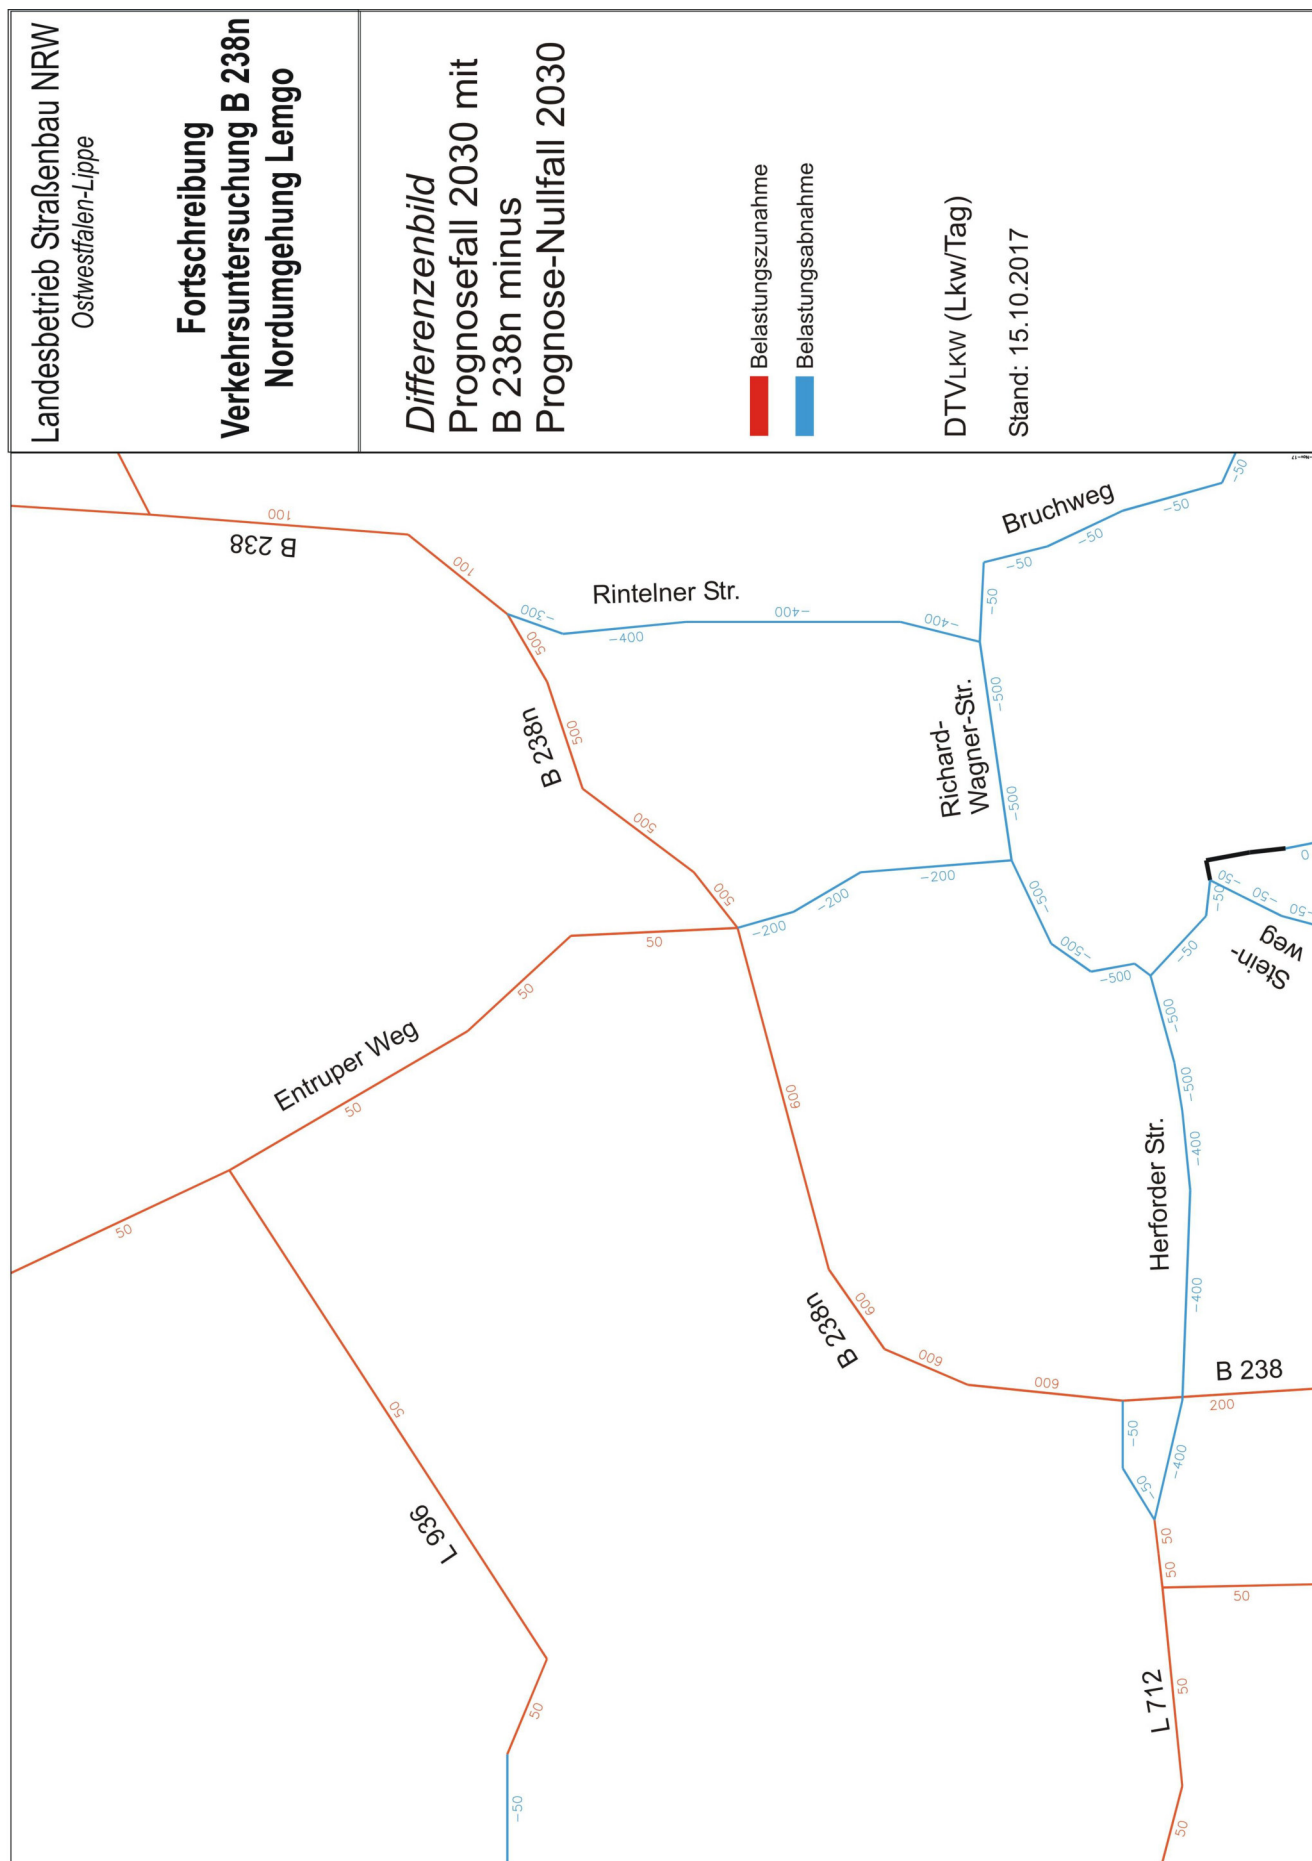 Landesbetrieb Straßenbau NRW
Ostwestfalen-Lippe
Fortschreibung
Verkehrsuntersuchung B 238n
Nordumgehung Lemgo
Differenzenbild
Prognosefall 2030 mit
B 238n minus
Prognose-Nullfall 2030
Belastungszunahme
Belastungsabnahme
DTVLKW (Lkw/Tag)
Stand: 15.10.2017
100
B 238
100
-300
500
-400
Rintelner Str.
-400
-400
Bruchweg
-50
-50
-50
-50
-50
500
B 238n
500
500
Richard-
Wagner-Str.
-500
-500
-200
-200
-200
50
50
Entruper Weg
50
50
-500
-500
-500
-50
-50
-50
-50
-50
0
Stein-
weg
-500
-500
-400
Herforder Str.
-400
600
600
B 238n
600
600
B 238
200
-50
-50
-400
50
50
50
L 712
50
50
50
L 936
50
-50